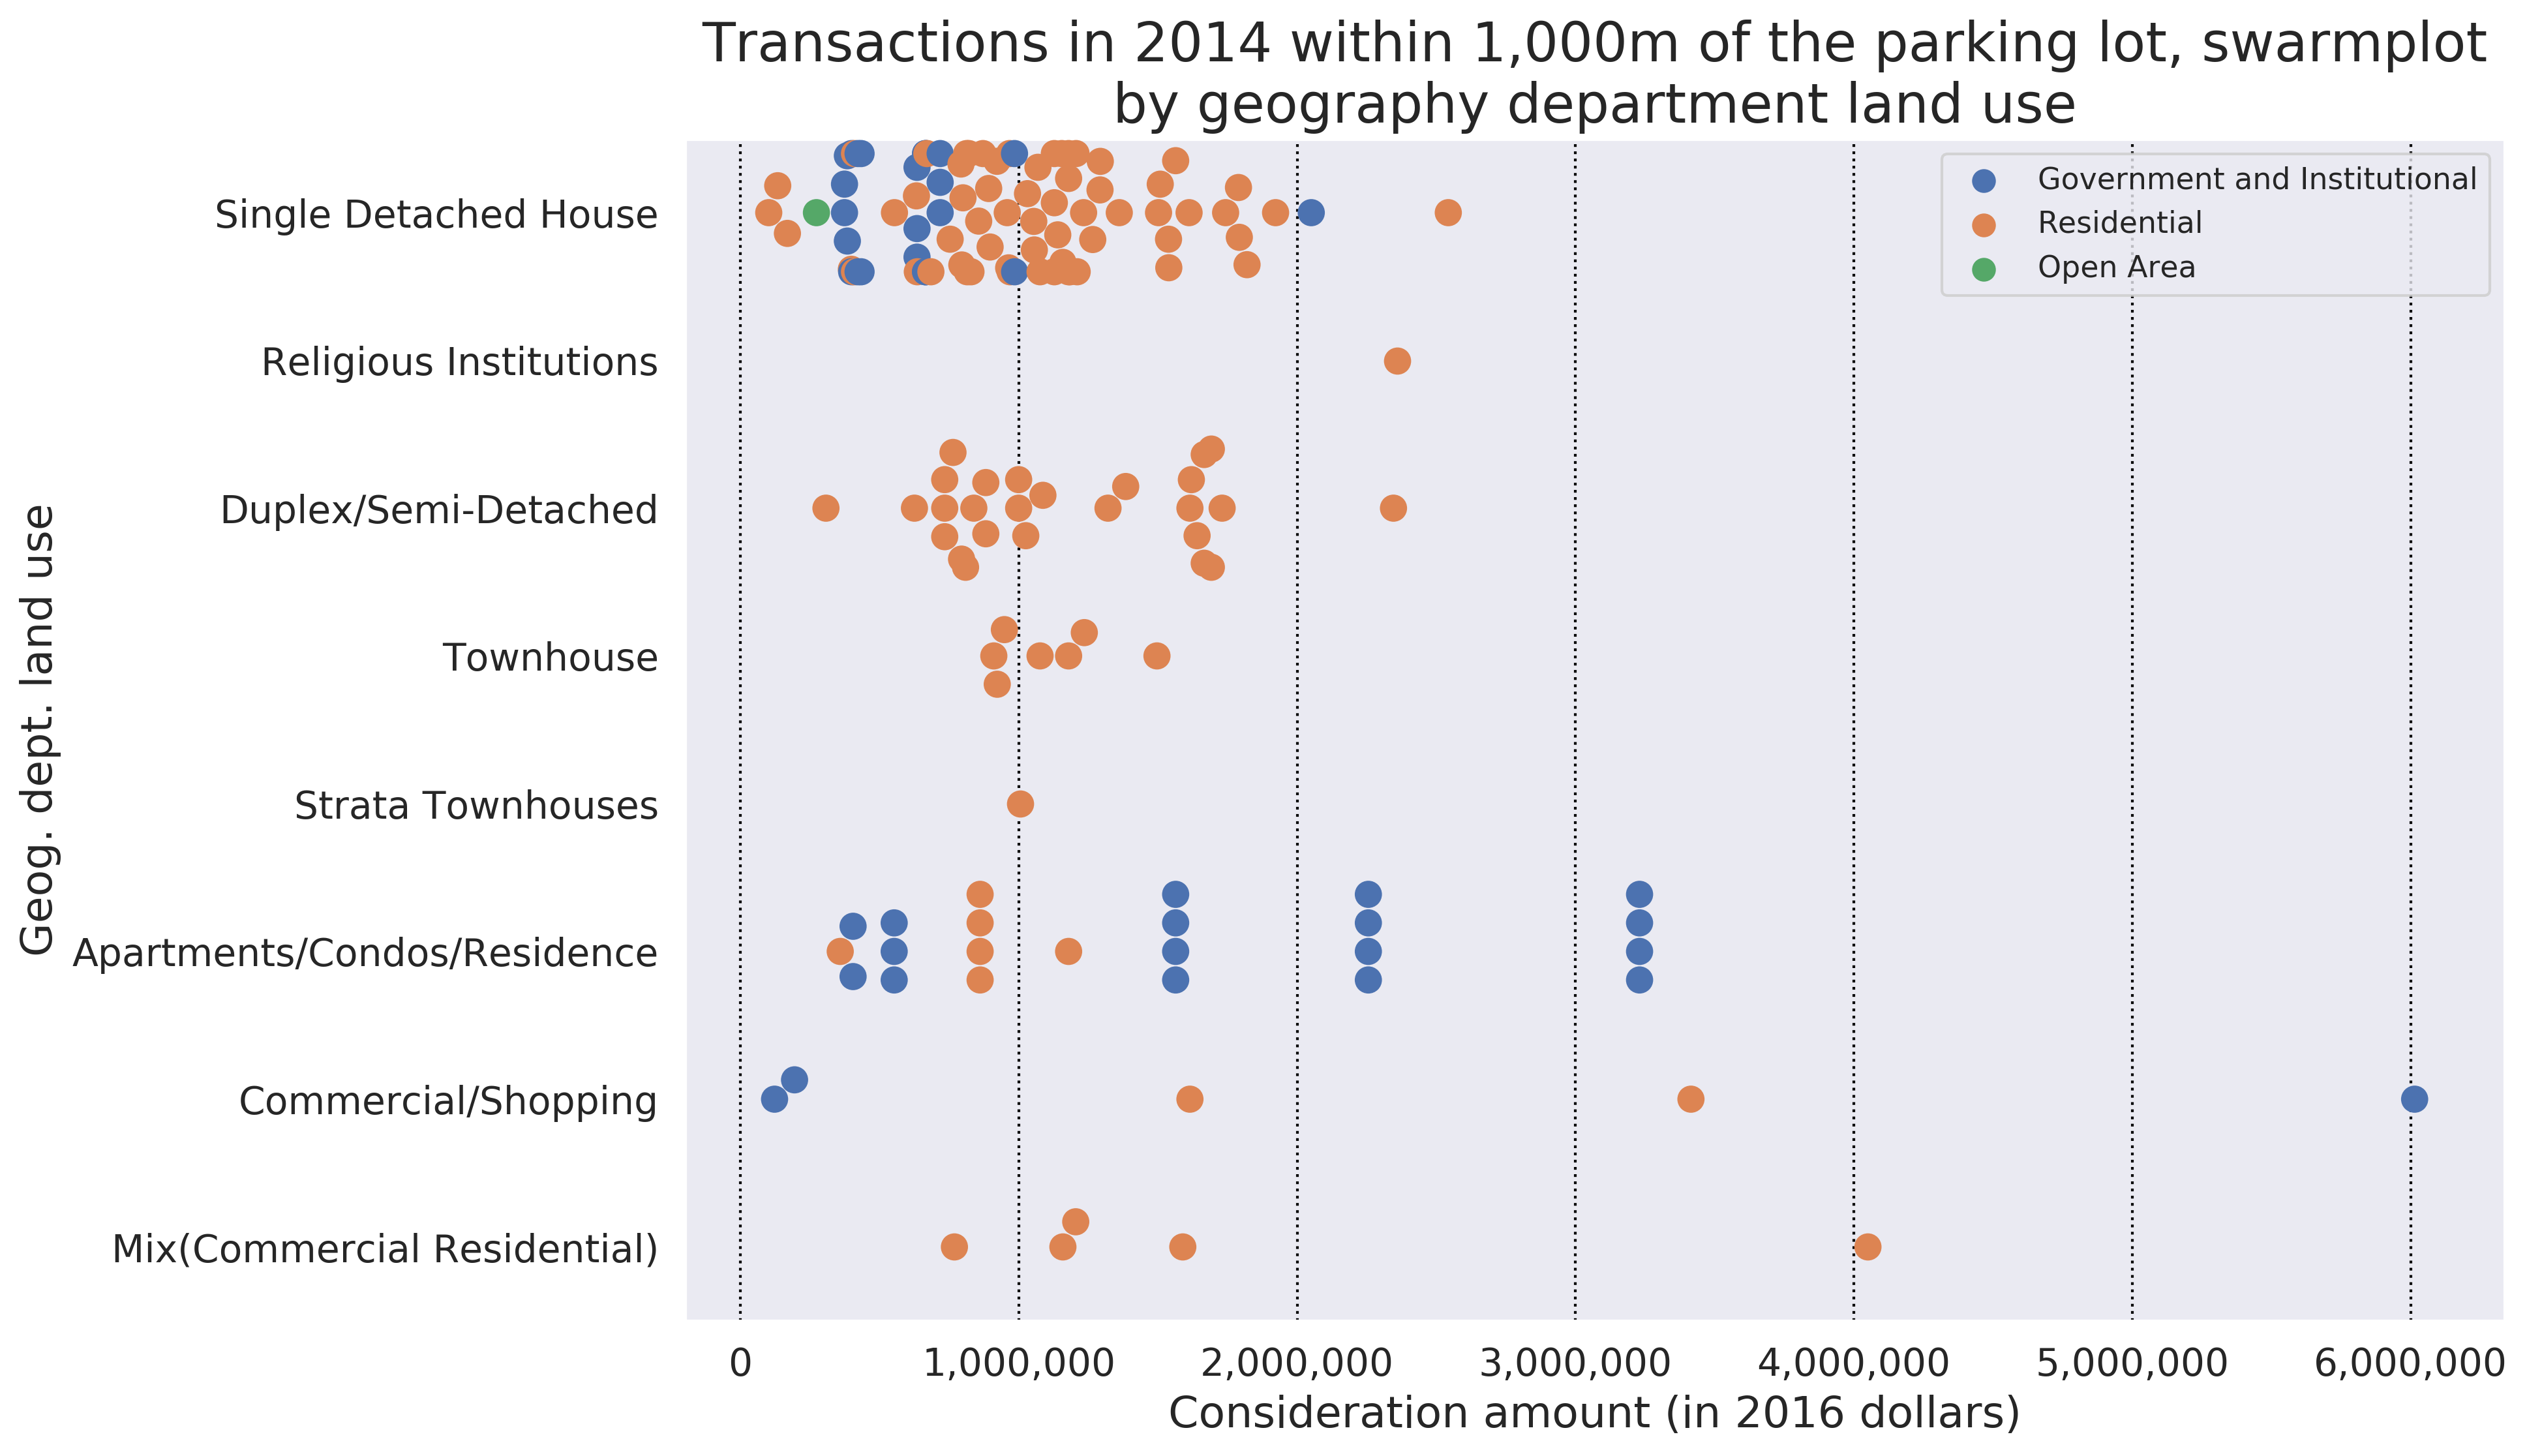 Transactions in 2014 within 1,000m of the parking lot, swarmplot
by geography department land use
Government and Institutional
Residential
Open Area
Geog. dept. land use
Single Detached House
Religious Institutions
Duplex/Semi-Detached
Townhouse
Strata Townhouses
Apartments/Condos/Residence
Commercial/Shopping
Mix(Commercial Residential)
0 1,000,000 2,000,000 3,000,000 4,000,000 5,000,000 6,000,000
Consideration amount (in 2016 dollars)